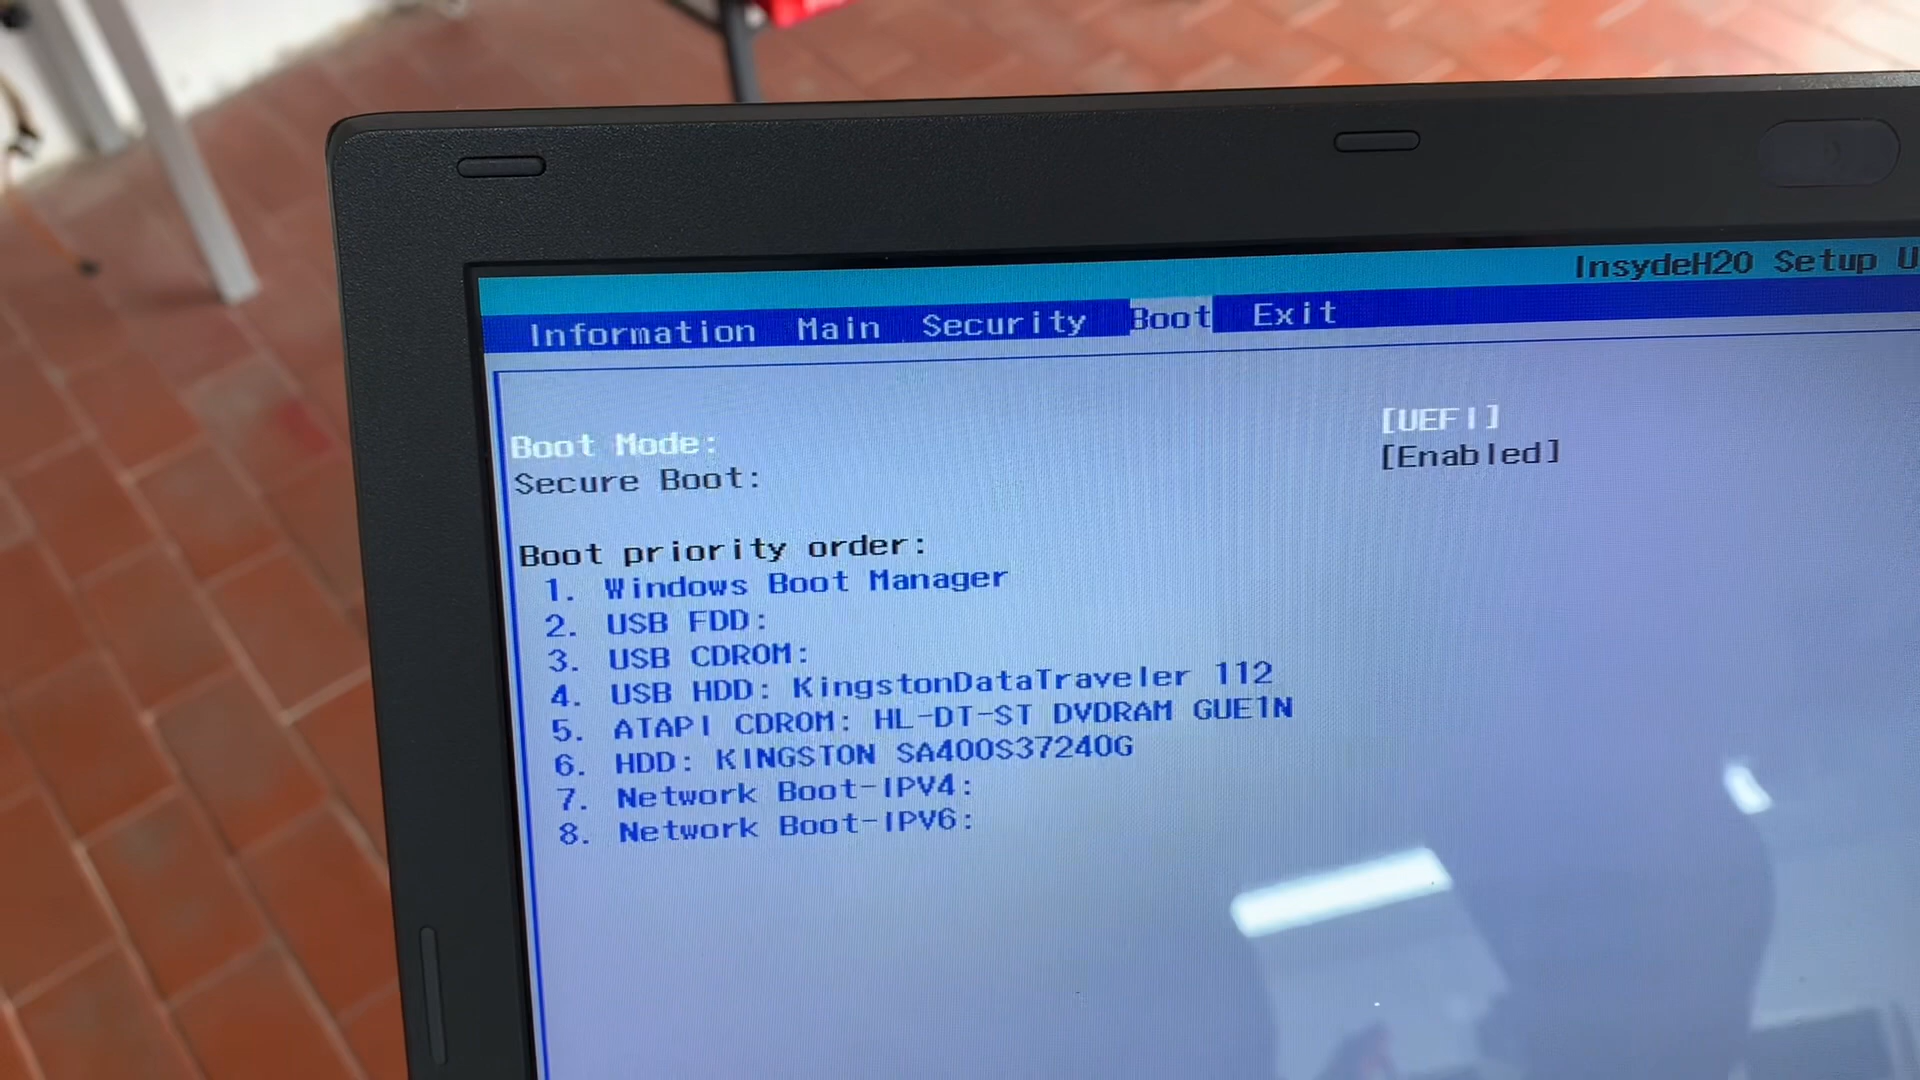 InsydeH20 Setup
Information Main Security Boot Exit
Boot Mode: [UEFI]
Secure Boot: [Enabled]
Boot priority order:
1. Windows Boot Manager
2. USB FDD:
3. USB CDROM:
4. USB HDD: KingstonDataTraveler 112
5. ATAPI CDROM: HL-DT-ST DVDRAM GUE1N
6. HDD: KINGSTON SA400S37240G
7. Network Boot-IPV4:
8. Network Boot-IPV6: